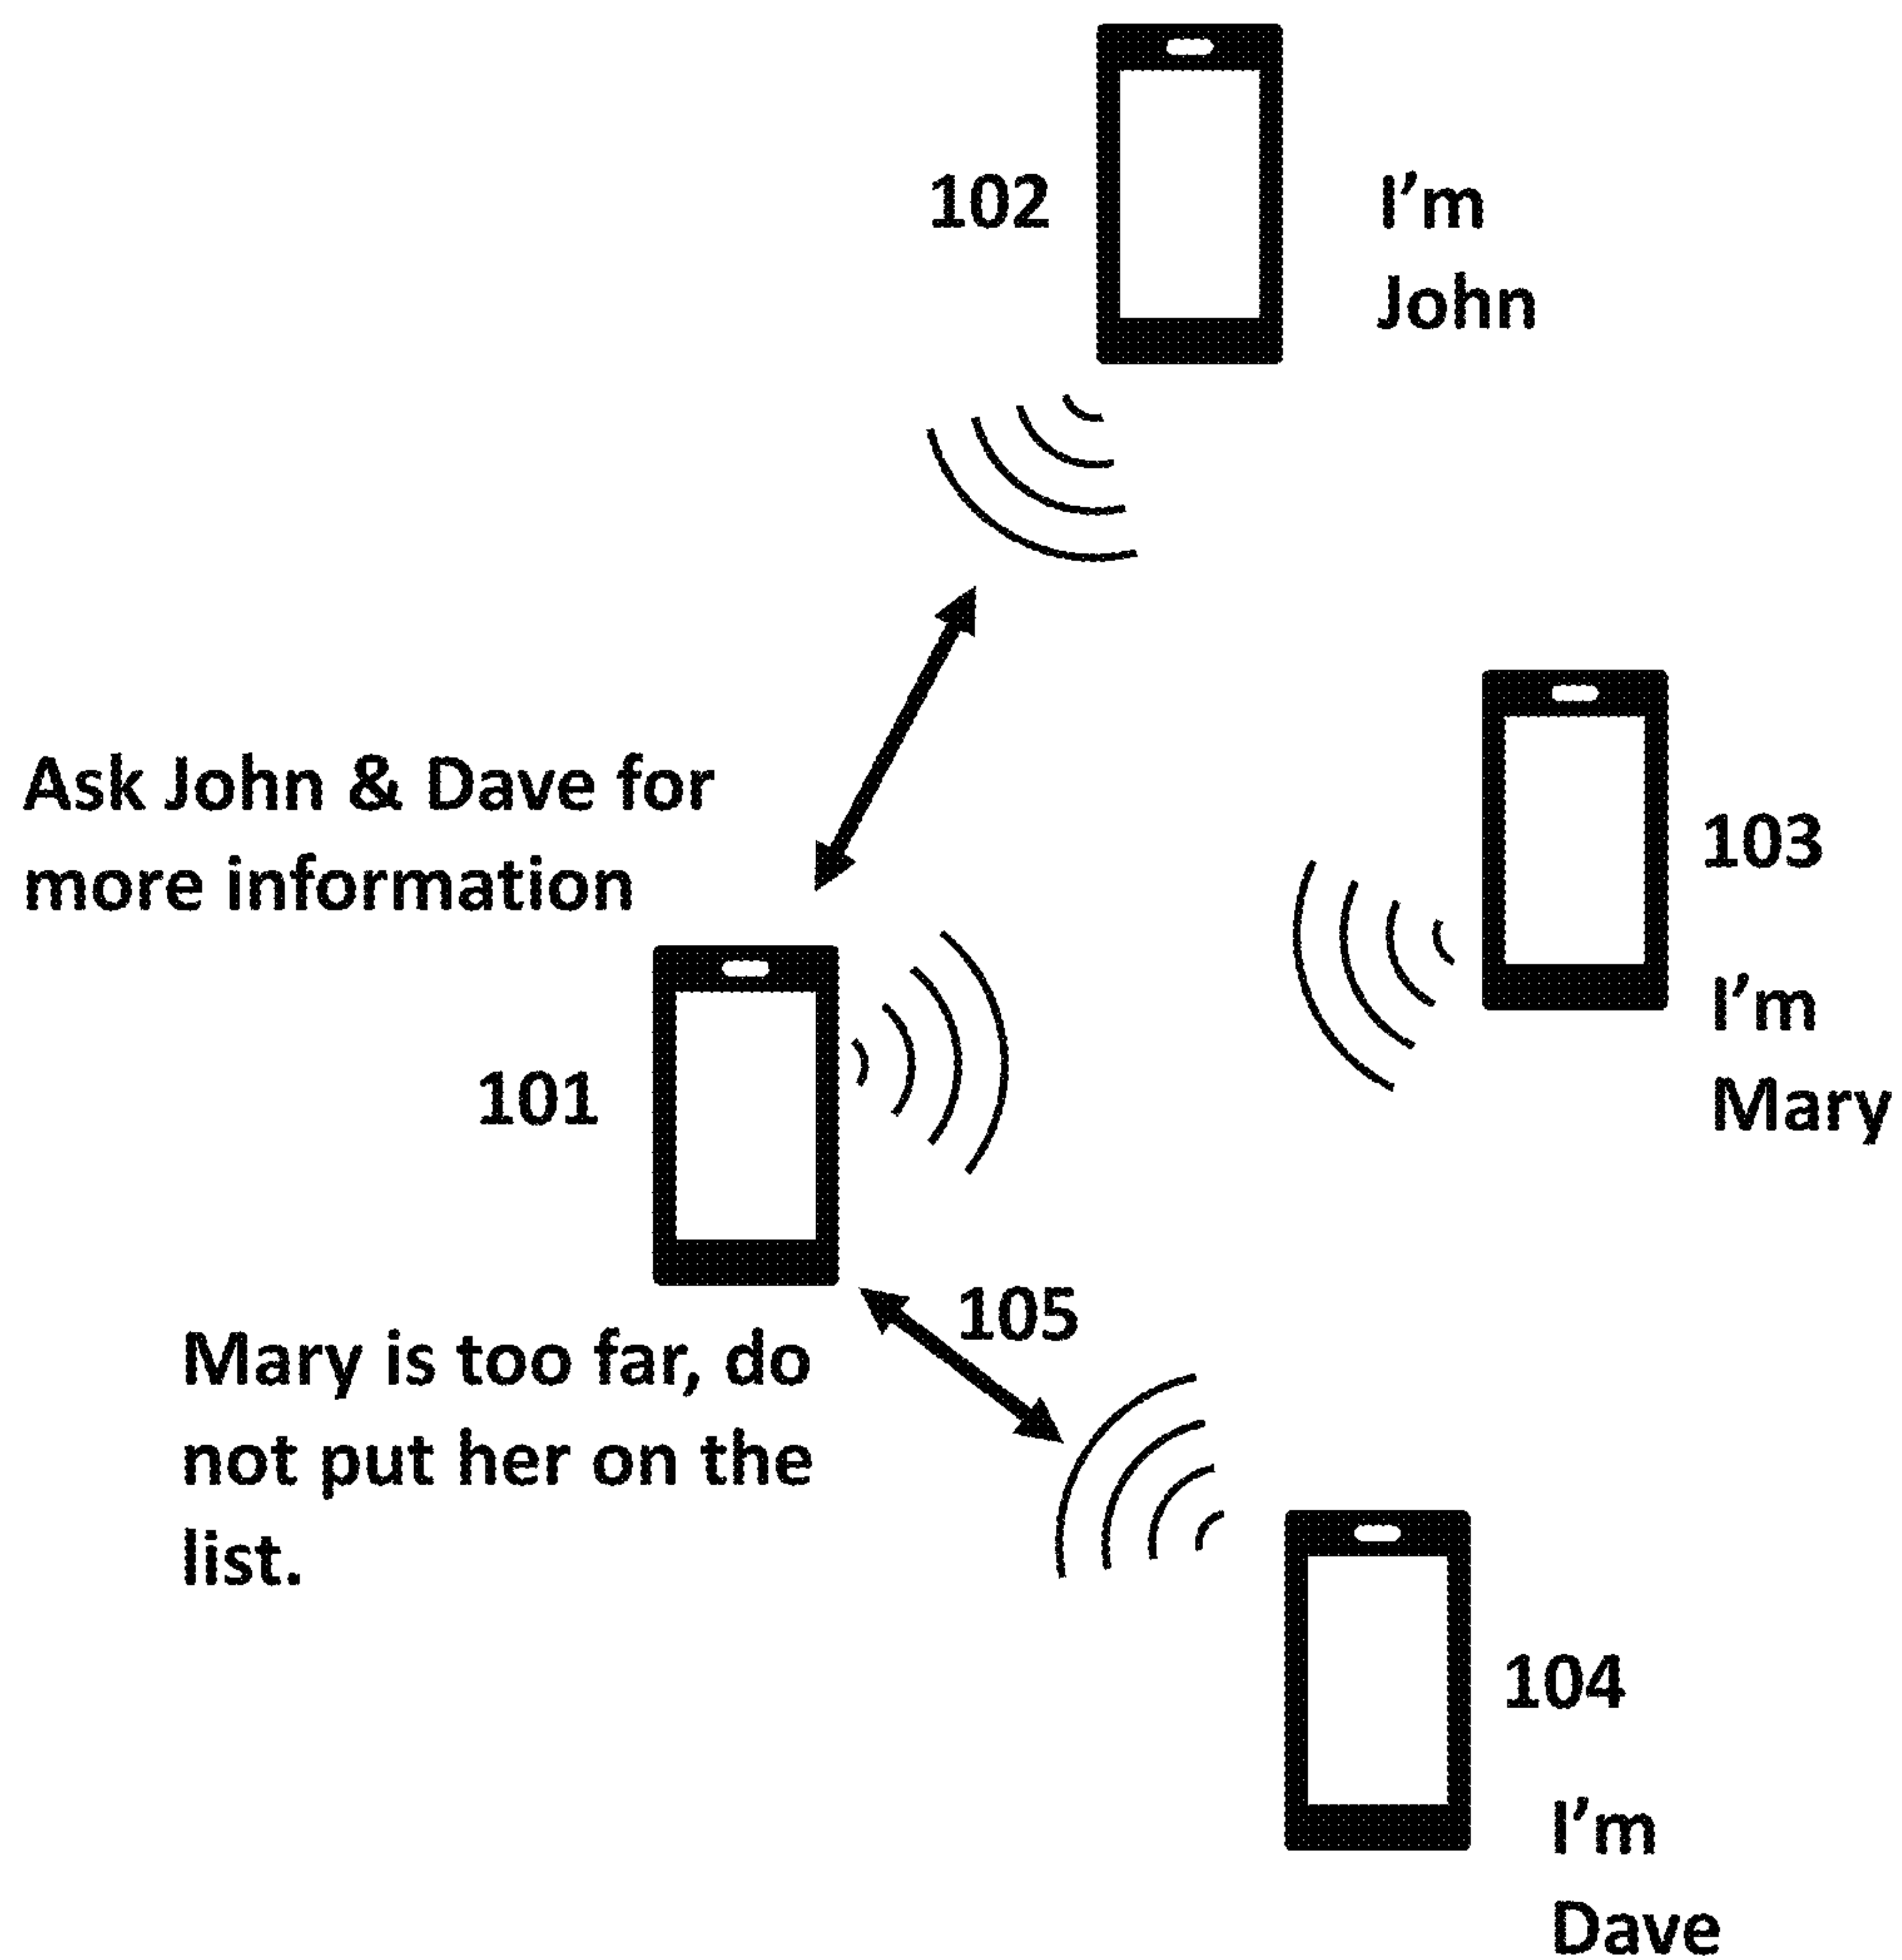 102
I'm
John
Ask John & Dave for
more information
103
I'm
Mary
101
105
Mary is too far, do
not put her on the
list.
104
I'm
Dave